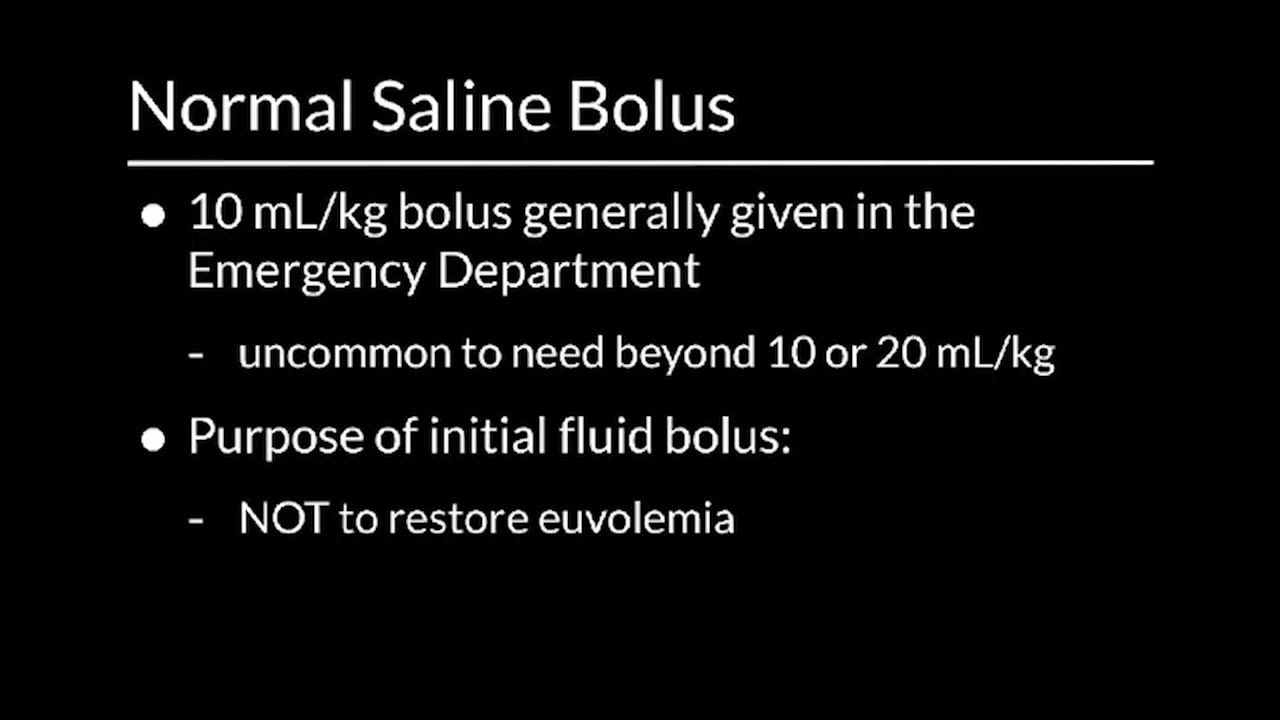 Normal Saline Bolus
● 10 mL/kg bolus generally given in the
Emergency Department
- uncommon to need beyond 10 or 20 mL/kg
● Purpose of initial fluid bolus:
- NOT to restore euvolemia